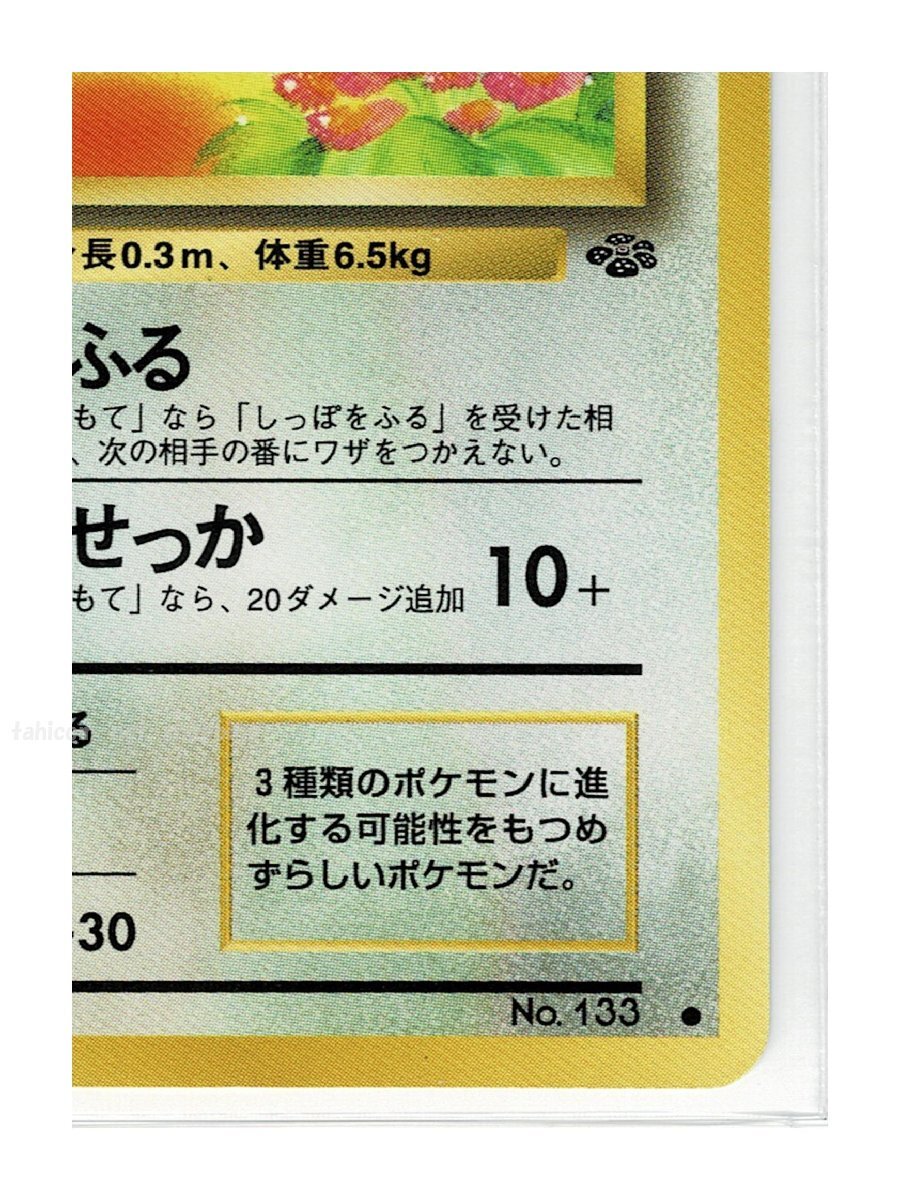 長0.3m、体重6.5kg
ふる
もて」なら「しっぽをふる」を受けた相
、次の相手の番にワザをつかえない。
せっか
もて」なら、20ダメージ追加
10+
る
3種類のポケモンに進
化する可能性をもつめ
ずらしいポケモンだ。
-30
No. 133